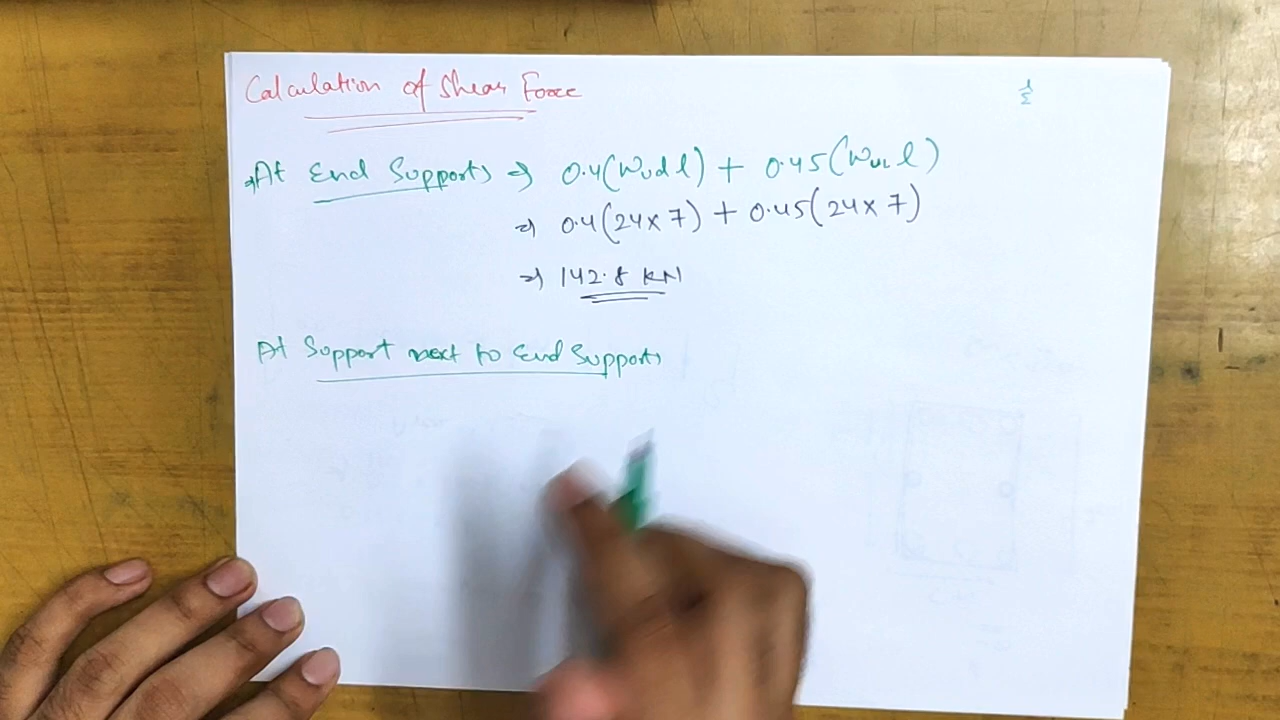 Calculation of Shear Force
→At End Supports ⇒ 0.4(Wud l) + 0.45(WuL l)
⇒ 0.4(24×7) + 0.45(24×7)
⇒ 142.8 KN
At Support next to End Supports